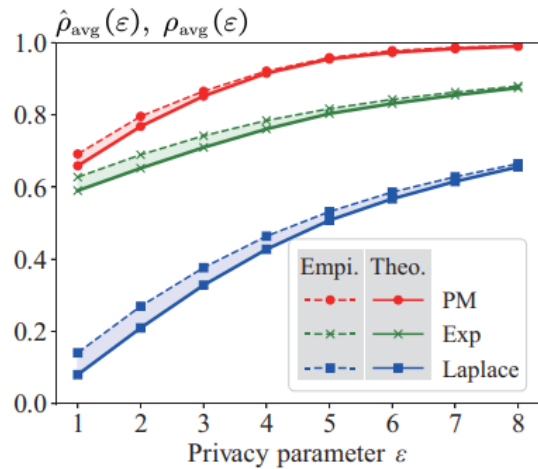 ρ̂avg(ε), ρavg(ε)
1.0
0.8
0.6
0.4
0.2
0.0
Empi. Theo.
PM
Exp
Laplace
1 2 3 4 5 6 7 8
Privacy parameter ε